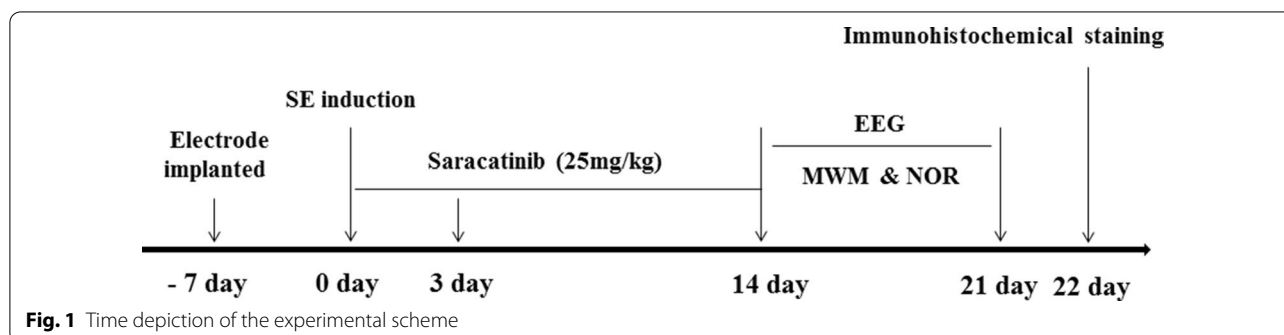 Immunohistochemical staining
SE induction
EEG
Electrode
implanted
Saracatinib (25mg/kg)
MWM & NOR
- 7 day 0 day 3 day 14 day 21 day 22 day
Fig. 1 Time depiction of the experimental scheme